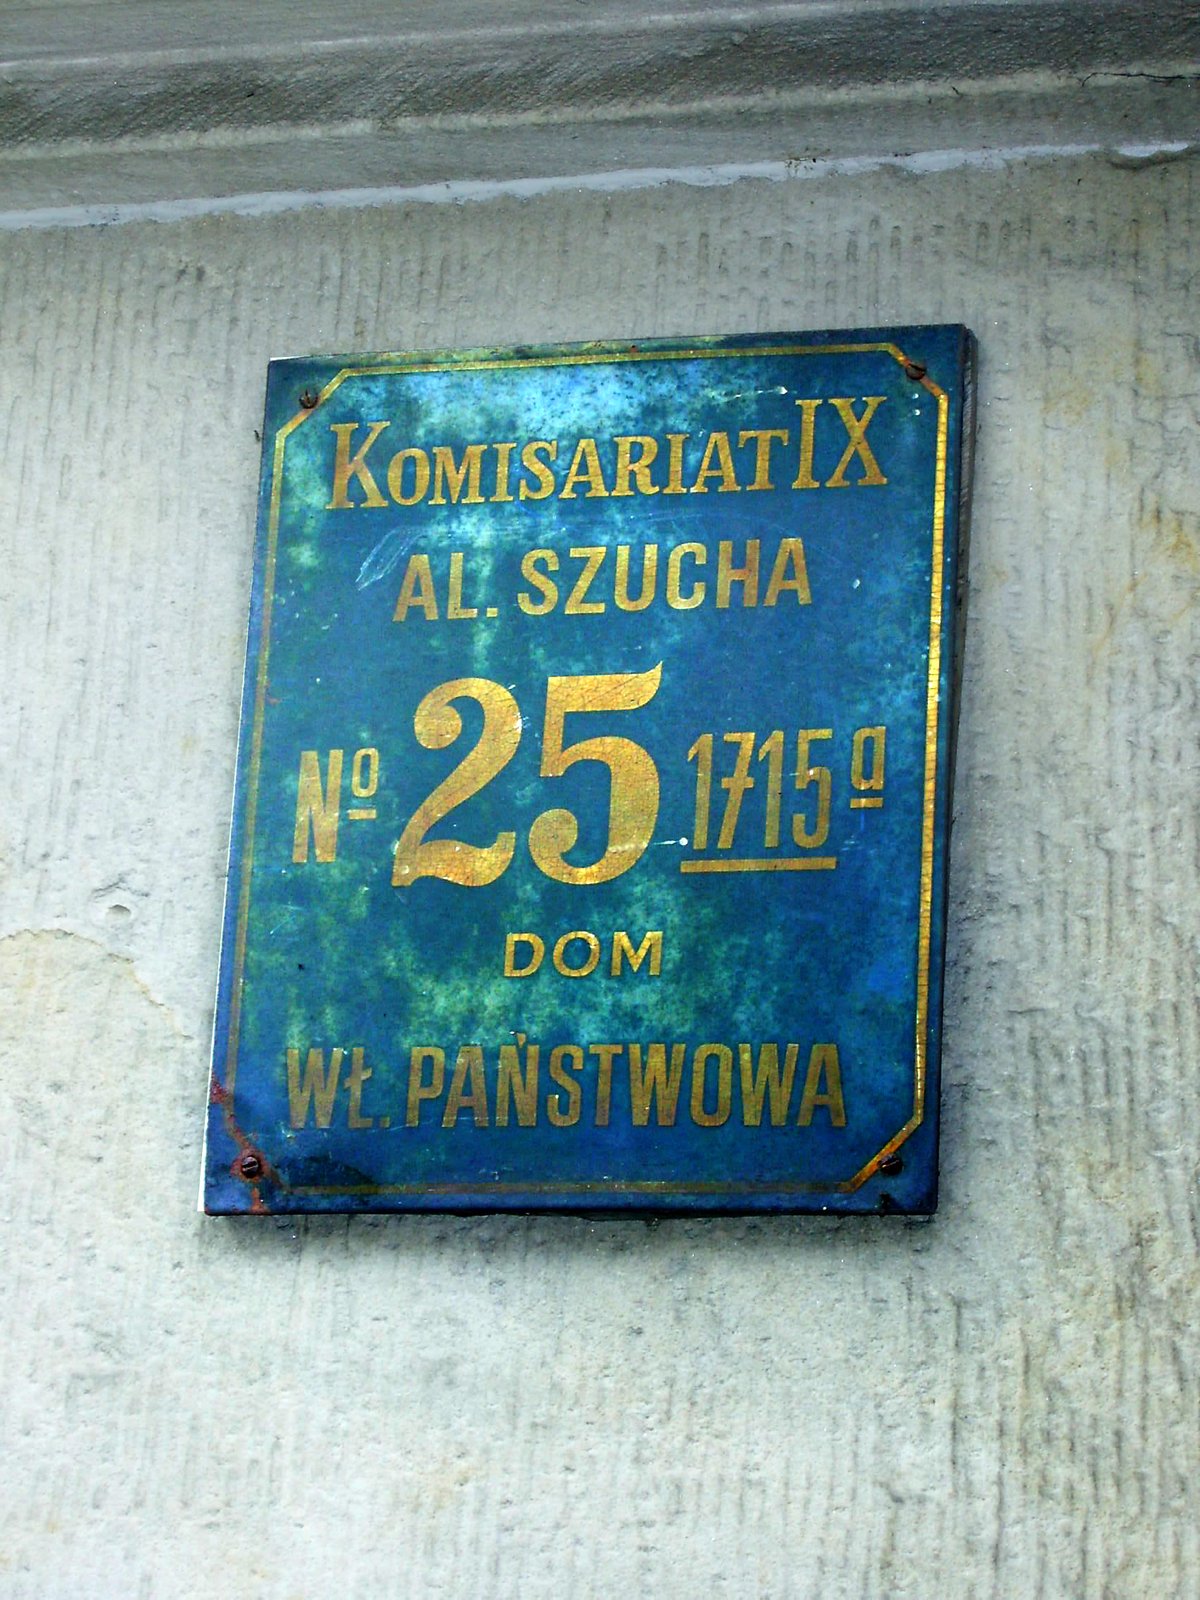 KOMISARIAT IX
AL. SZUCHA
Nº 25 1715ª
DOM
WŁ. PAŃSTWOWA